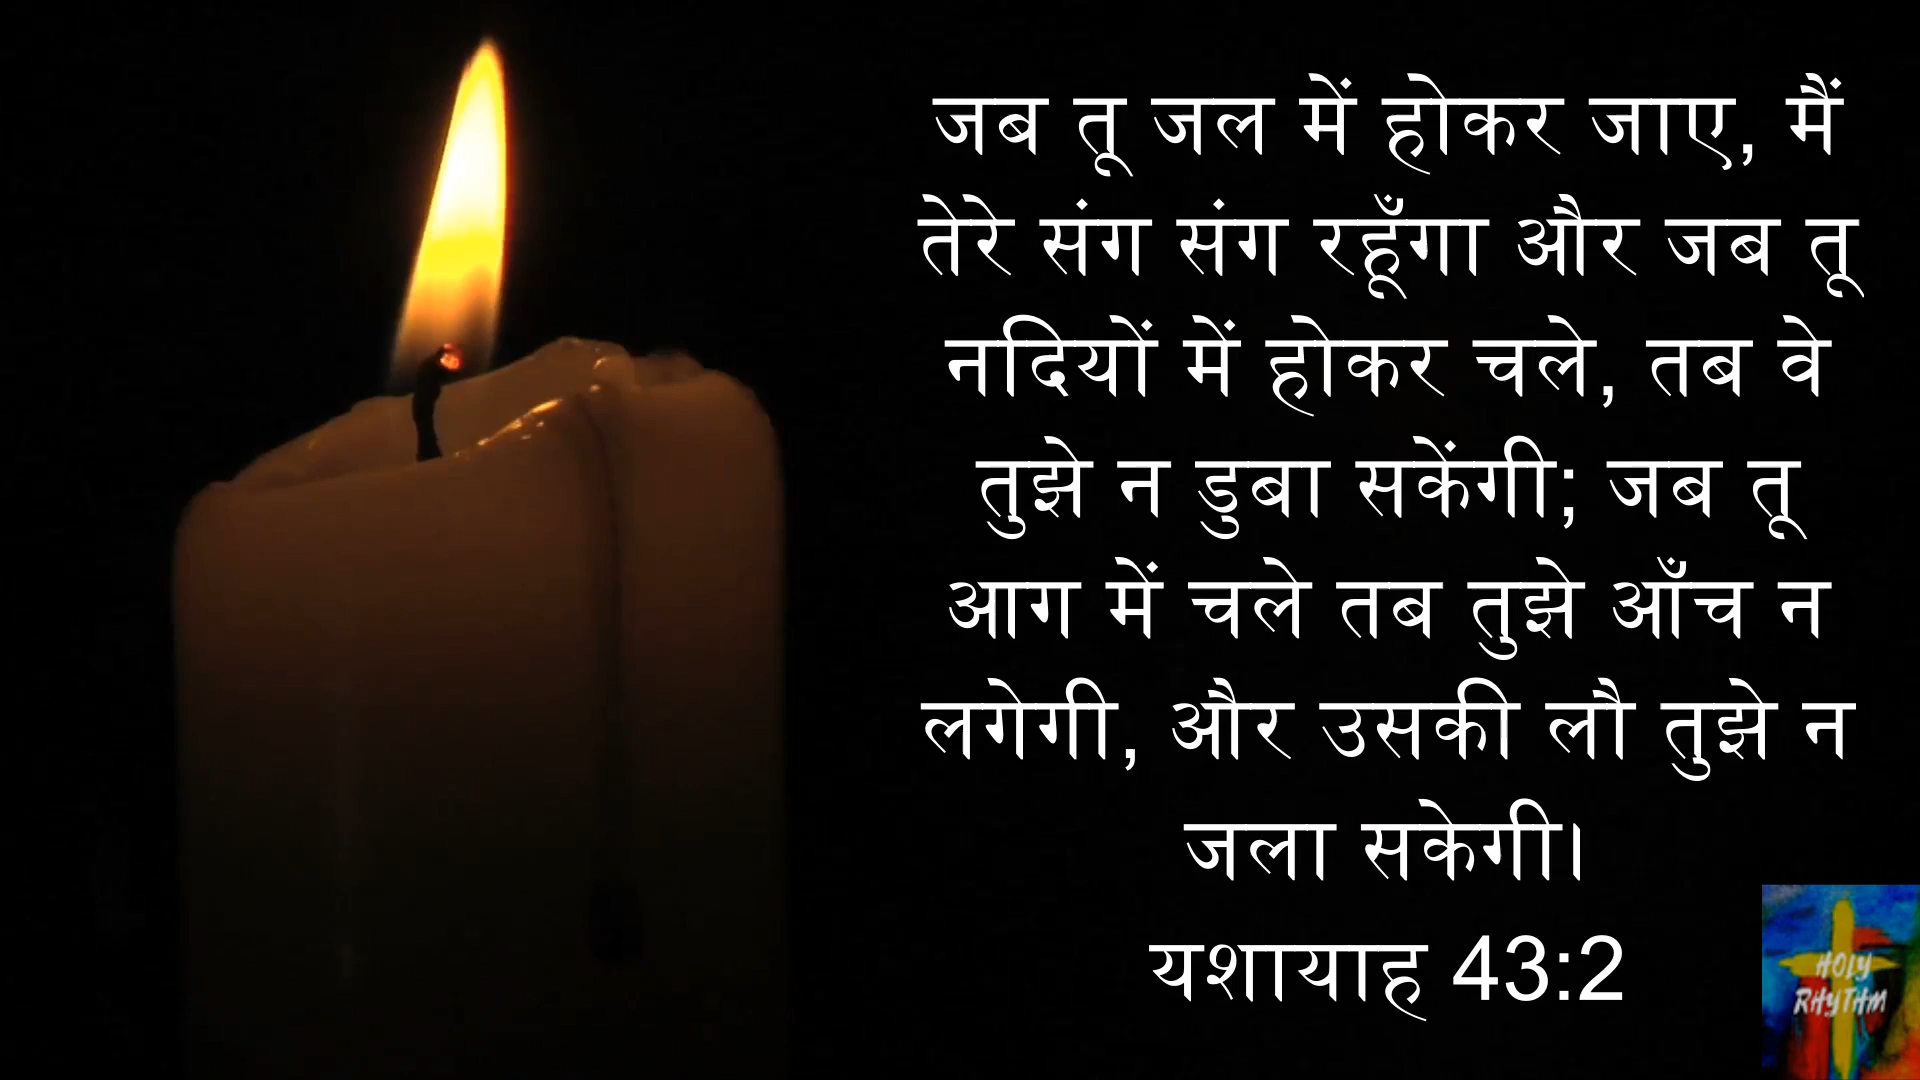 जब तू जल में होकर जाए, मैं
तेरे संग संग रहूँगा और जब तू
नदियों में होकर चले, तब वे
तुझे न डुबा सकेंगी; जब तू
आग में चले तब तुझे आँच न
लगेगी, और उसकी लौ तुझे न
जला सकेगी।
यशायाह 43:2
HOLY
RHYTHM